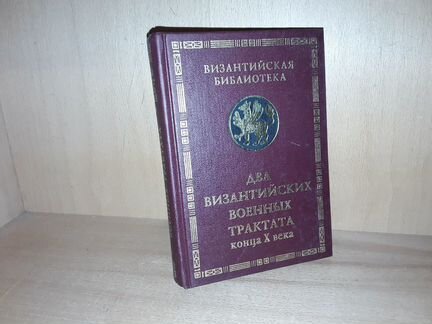 ВИЗАНТИЙСКАЯ
БИБЛИОТЕКА
ДВА
ВИЗАНТИЙСКИХ
ВОЕННЫХ
ТРАКТАТА
конца X века